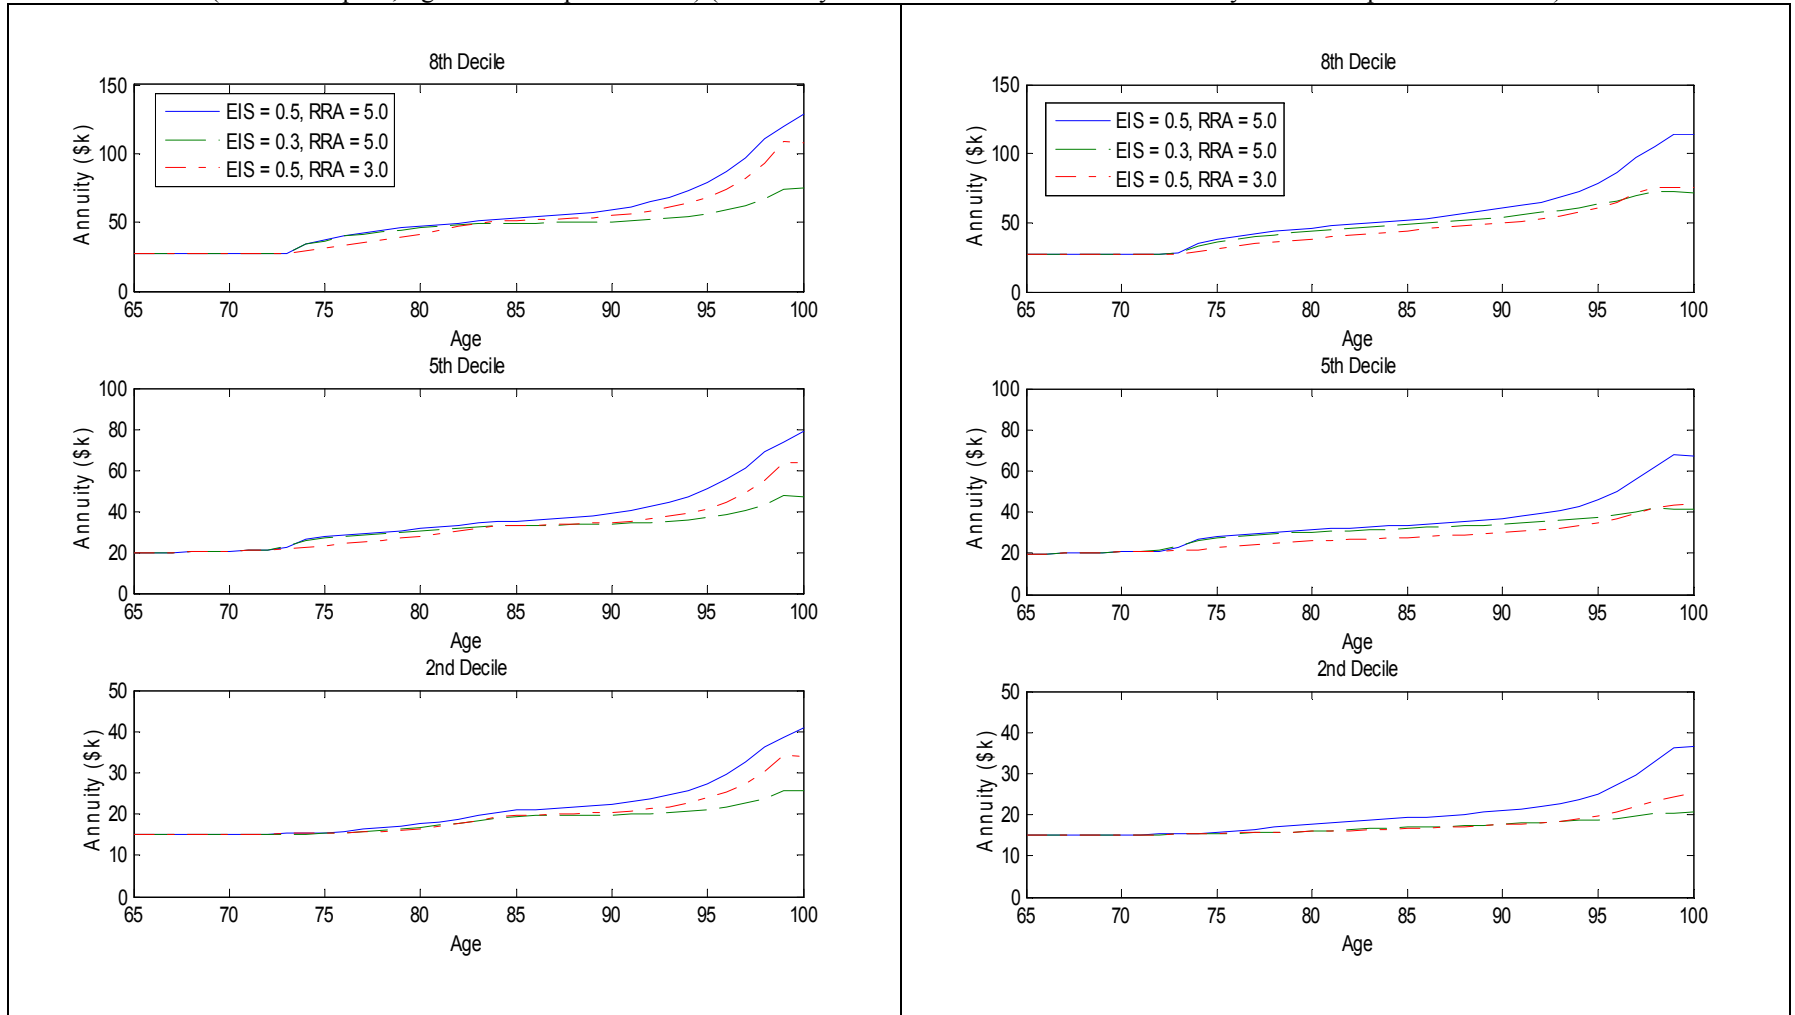 8th Decile
150
100
50
0
Annuity ($k)
EIS = 0.5, RRA = 5.0
EIS = 0.3, RRA = 5.0
EIS = 0.5, RRA = 3.0
65 70 75 80 85 90 95 100
Age
5th Decile
100
80
60
40
20
0
Annuity ($k)
65 70 75 80 85 90 95 100
Age
2nd Decile
50
40
30
20
10
0
Annuity ($k)
65 70 75 80 85 90 95 100
Age
8th Decile
150
100
50
0
Annuity ($k)
EIS = 0.5, RRA = 5.0
EIS = 0.3, RRA = 5.0
EIS = 0.5, RRA = 3.0
65 70 75 80 85 90 95 100
Age
5th Decile
100
80
60
40
20
0
Annuity ($k)
65 70 75 80 85 90 95 100
Age
2nd Decile
50
40
30
20
10
0
Annuity ($k)
65 70 75 80 85 90 95 100
Age